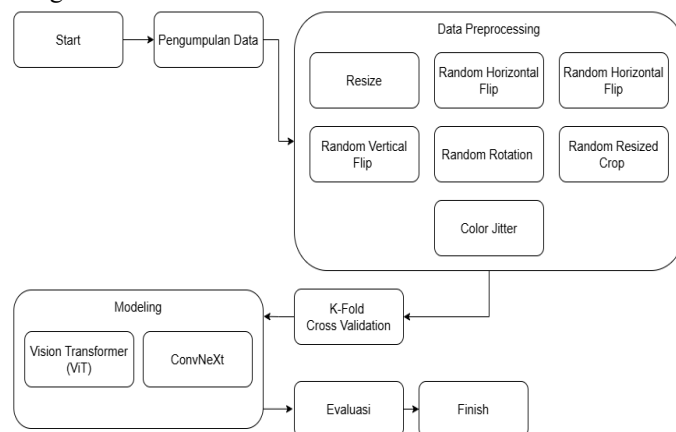 Start
Pengumpulan Data
Data Preprocessing
Resize
Random Horizontal
Flip
Random Horizontal
Flip
Random Vertical
Flip
Random Rotation
Random Resized
Crop
Color Jitter
Modeling
Vision Transformer
(ViT)
ConvNeXt
K-Fold
Cross Validation
Evaluasi
Finish